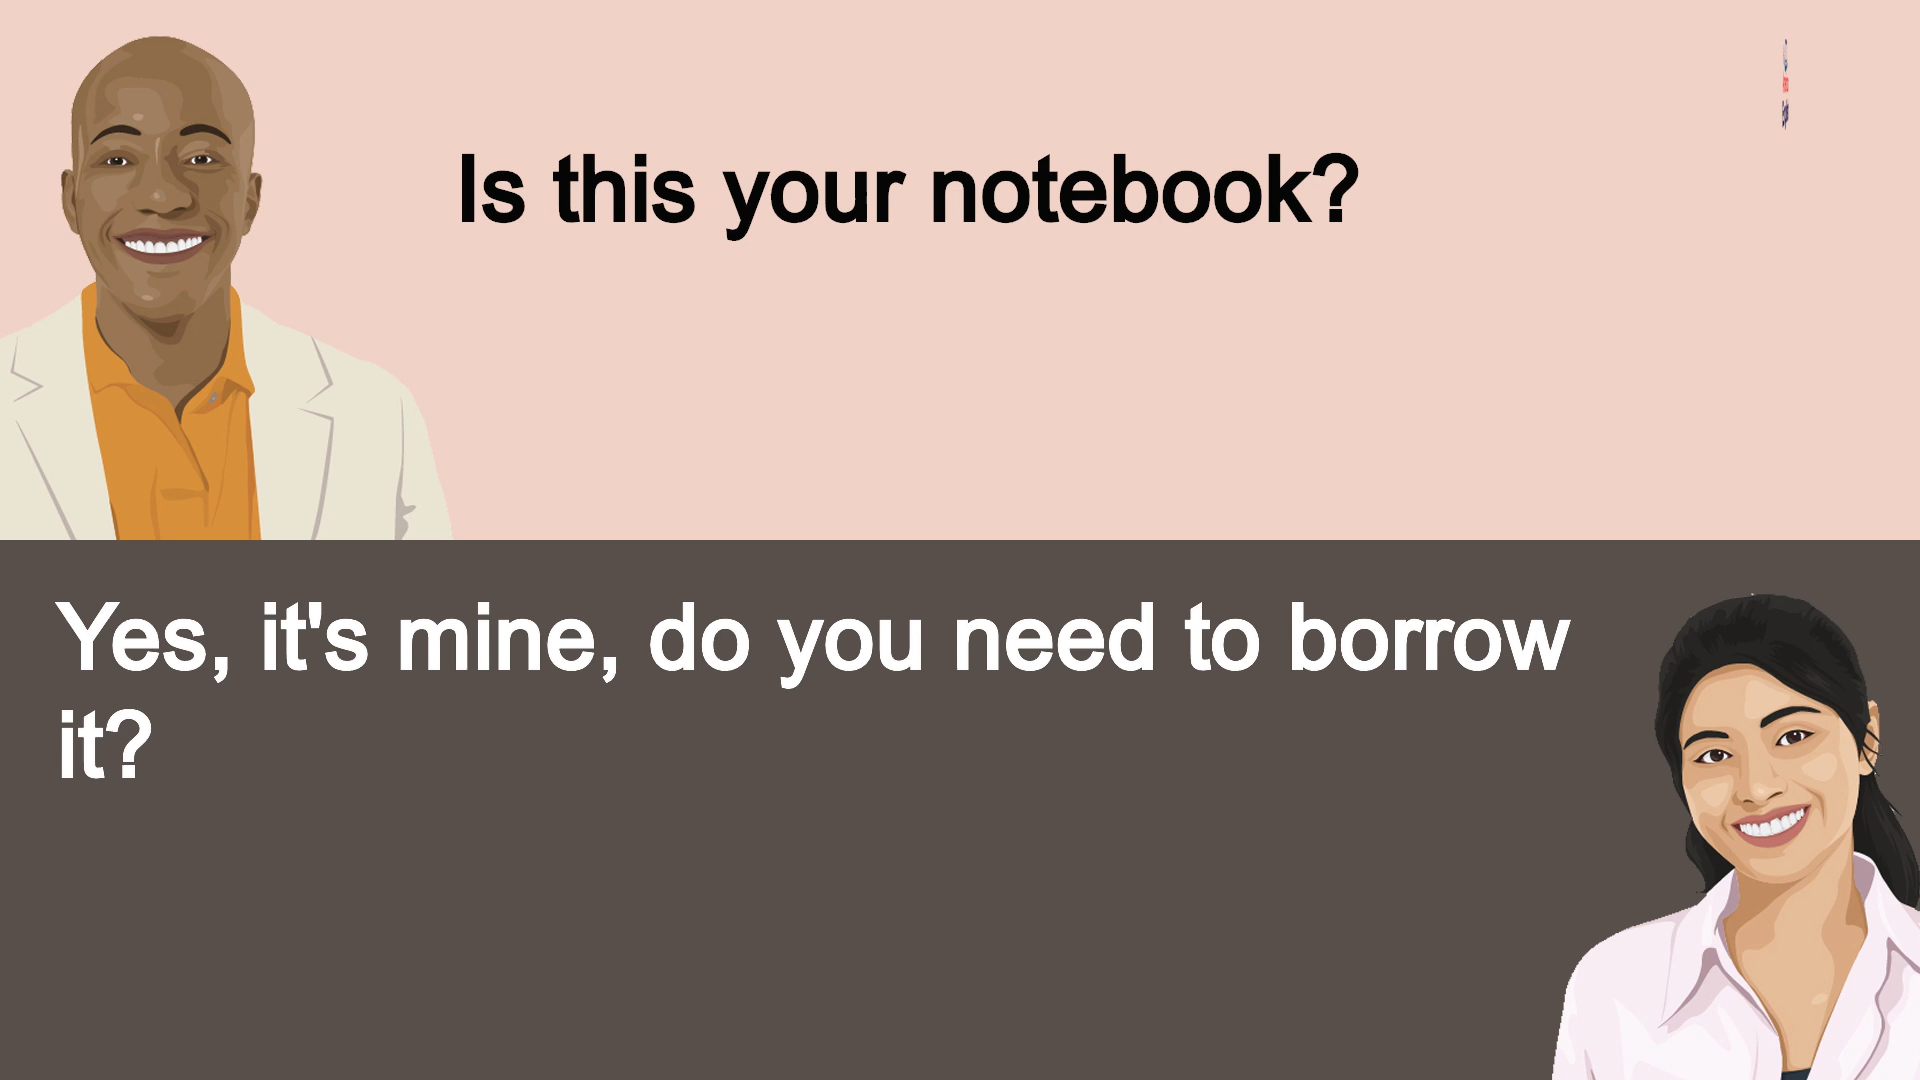 Is this your notebook?
Yes, it's mine, do you need to borrow
it?